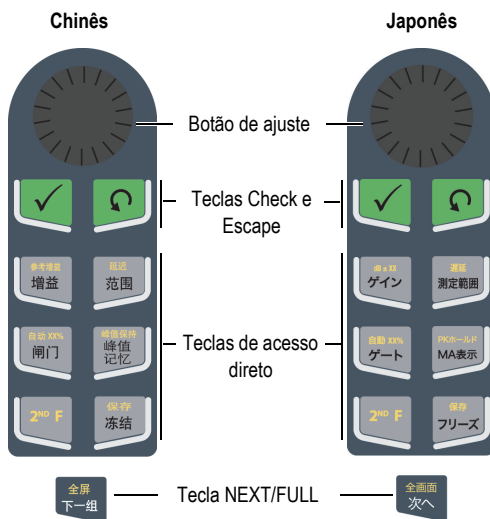 Chinês
Japonês
Botão de ajuste
Teclas Check e
Escape
参考增益
增益
延迟
范围
dB ± XX
ゲイン
遅延
測定範囲
自动 XX%
闸门
峰值保持
峰值
记忆
Teclas de acesso
direto
自動 XX%
ゲート
PKホールド
MA表示
2ND F
保存
冻结
2ND F
保存
フリーズ
全屏
下一组
Tecla NEXT/FULL
全画面
次へ